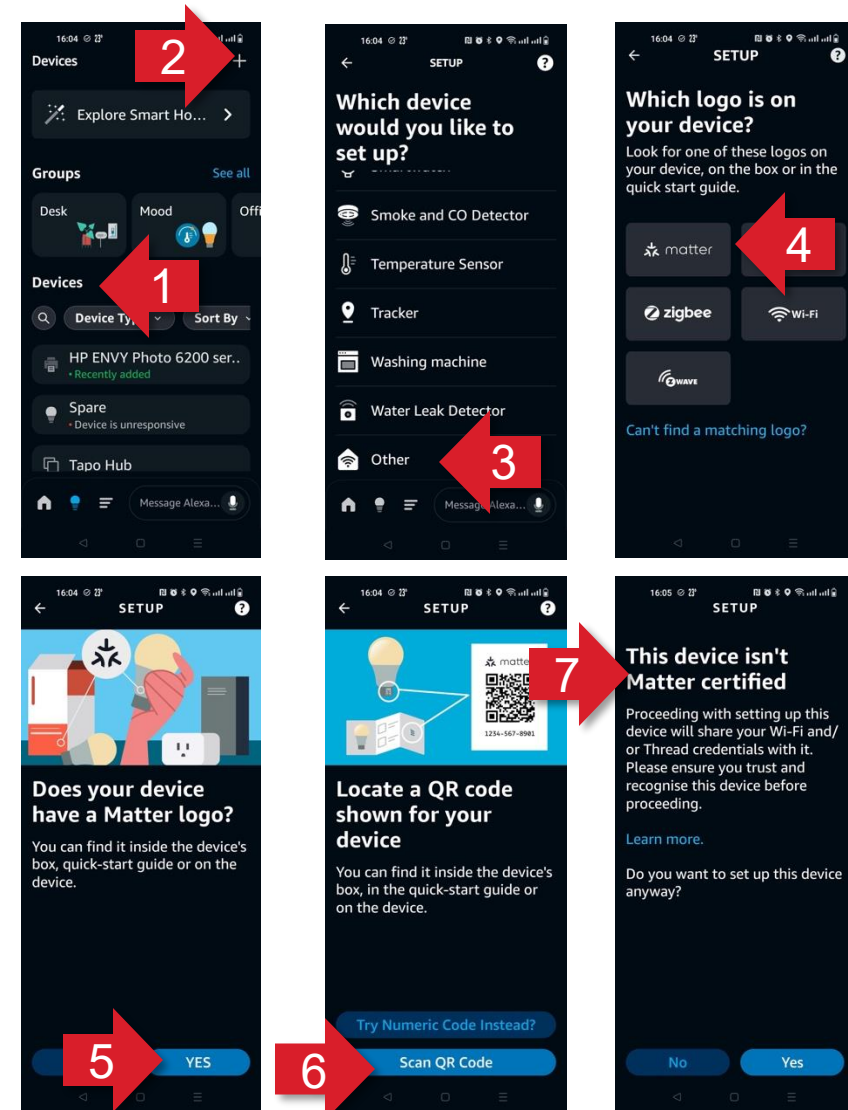 16:04
Devices
2
+
Explore Smart Ho...
Groups
See all
Desk
Mood
Offi
Devices
1
Device Ty
Sort By
HP ENVY Photo 6200 ser..
• Recently added
Spare
• Device is unresponsive
Tapo Hub
Message Alexa...
16:04
SETUP
?
Which device
would you like to
set up?
Smoke and CO Detector
Temperature Sensor
Tracker
Washing machine
Water Leak Detector
Other
3
Message Alexa...
16:04
SETUP
?
Which logo is on
your device?
Look for one of these logos on
your device, on the box or in the
quick start guide.
matter
4
zigbee
Wi-Fi
Z WAVE
Can't find a matching logo?
16:04
SETUP
?
Does your device
have a Matter logo?
You can find it inside the device's
box, quick-start guide or on the
device.
5
YES
16:04
SETUP
?
matte
1234-567-8901
Locate a QR code
shown for your
device
You can find it inside the device's
box, in the quick-start guide or
on the device.
Try Numeric Code Instead?
6
Scan QR Code
16:05
SETUP
7
This device isn't
Matter certified
Proceeding with setting up this
device will share your Wi-Fi and/
or Thread credentials with it.
Please ensure you trust and
recognise this device before
proceeding.
Learn more.
Do you want to set up this device
anyway?
No
Yes